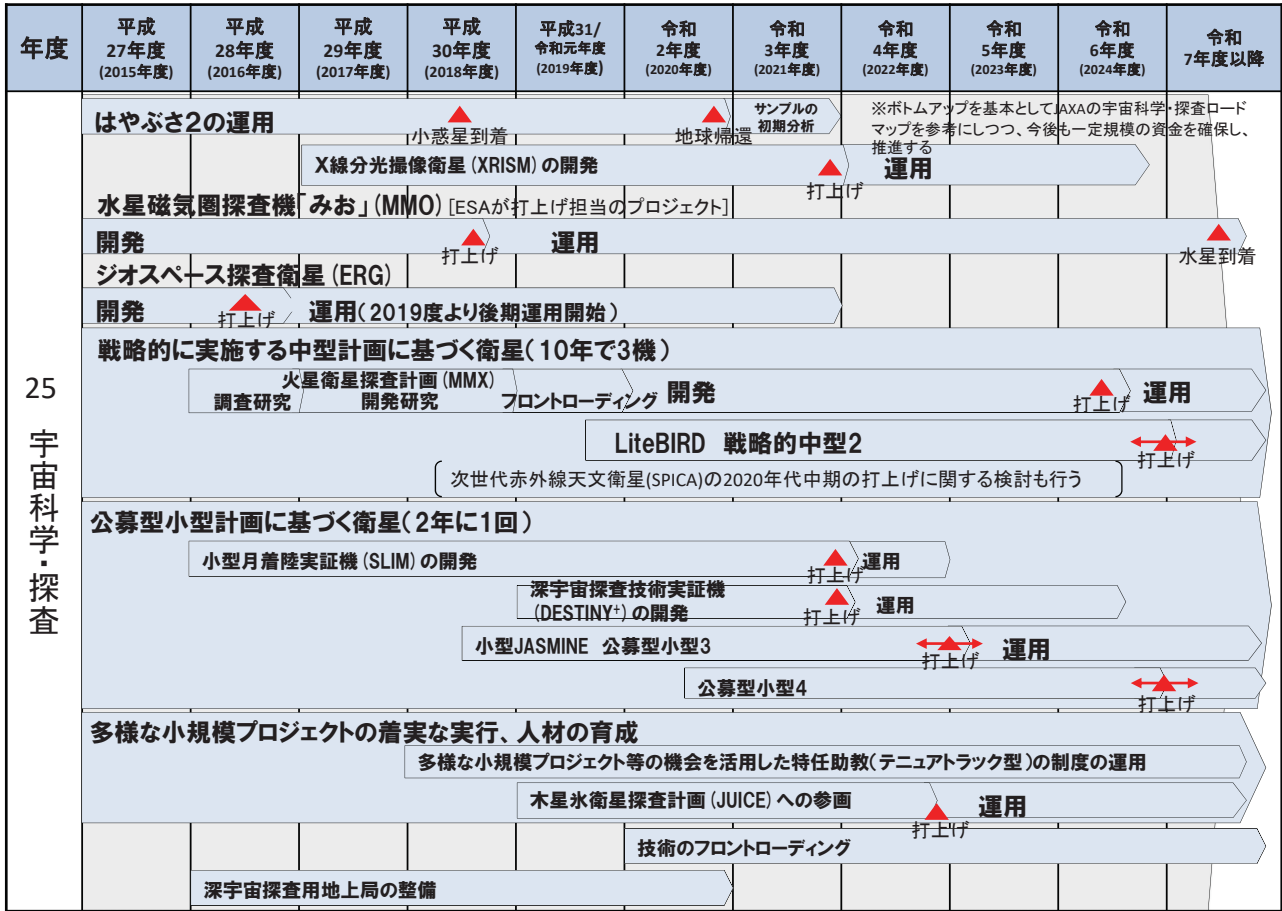 年度
平成
27年度
(2015年度)
平成
28年度
(2016年度)
平成
29年度
(2017年度)
平成
30年度
(2018年度)
平成31/
令和元年度
(2019年度)
令和
2年度
(2020年度)
令和
3年度
(2021年度)
令和
4年度
(2022年度)
令和
5年度
(2023年度)
令和
6年度
(2024年度)
令和
7年度以降
25 宇宙科学・探査
はやぶさ2の運用
小惑星到着
地球帰還
サンプルの
初期分析
※ボトムアップを基本としてJAXAの宇宙科学・探査ロード
マップを参考にしつつ、今後も一定規模の資金を確保し、
推進する
X線分光撮像衛星(XRISM)の開発
打上げ
運用
水星磁気圏探査機「みお」(MMO)[ESAが打上げ担当のプロジェクト]
開発
打上げ
運用
水星到着
ジオスペース探査衛星(ERG)
開発
打上げ
運用(2019度より後期運用開始)
戦略的に実施する中型計画に基づく衛星(10年で3機)
火星衛星探査計画(MMX)
調査研究
開発研究
フロントローディング
開発
打上げ
運用
LiteBIRD 戦略的中型2
打上げ
次世代赤外線天文衛星(SPICA)の2020年代中期の打上げに関する検討も行う
公募型小型計画に基づく衛星(2年に1回)
小型月着陸実証機(SLIM)の開発
打上げ
運用
深宇宙探査技術実証機
(DESTINY⁺)の開発
打上げ
運用
小型JASMINE 公募型小型3
打上げ
運用
公募型小型4
打上げ
多様な小規模プロジェクトの着実な実行、人材の育成
多様な小規模プロジェクト等の機会を活用した特任助教(テニュアトラック型)の制度の運用
木星氷衛星探査計画(JUICE)への参画
打上げ
運用
技術のフロントローディング
深宇宙探査用地上局の整備